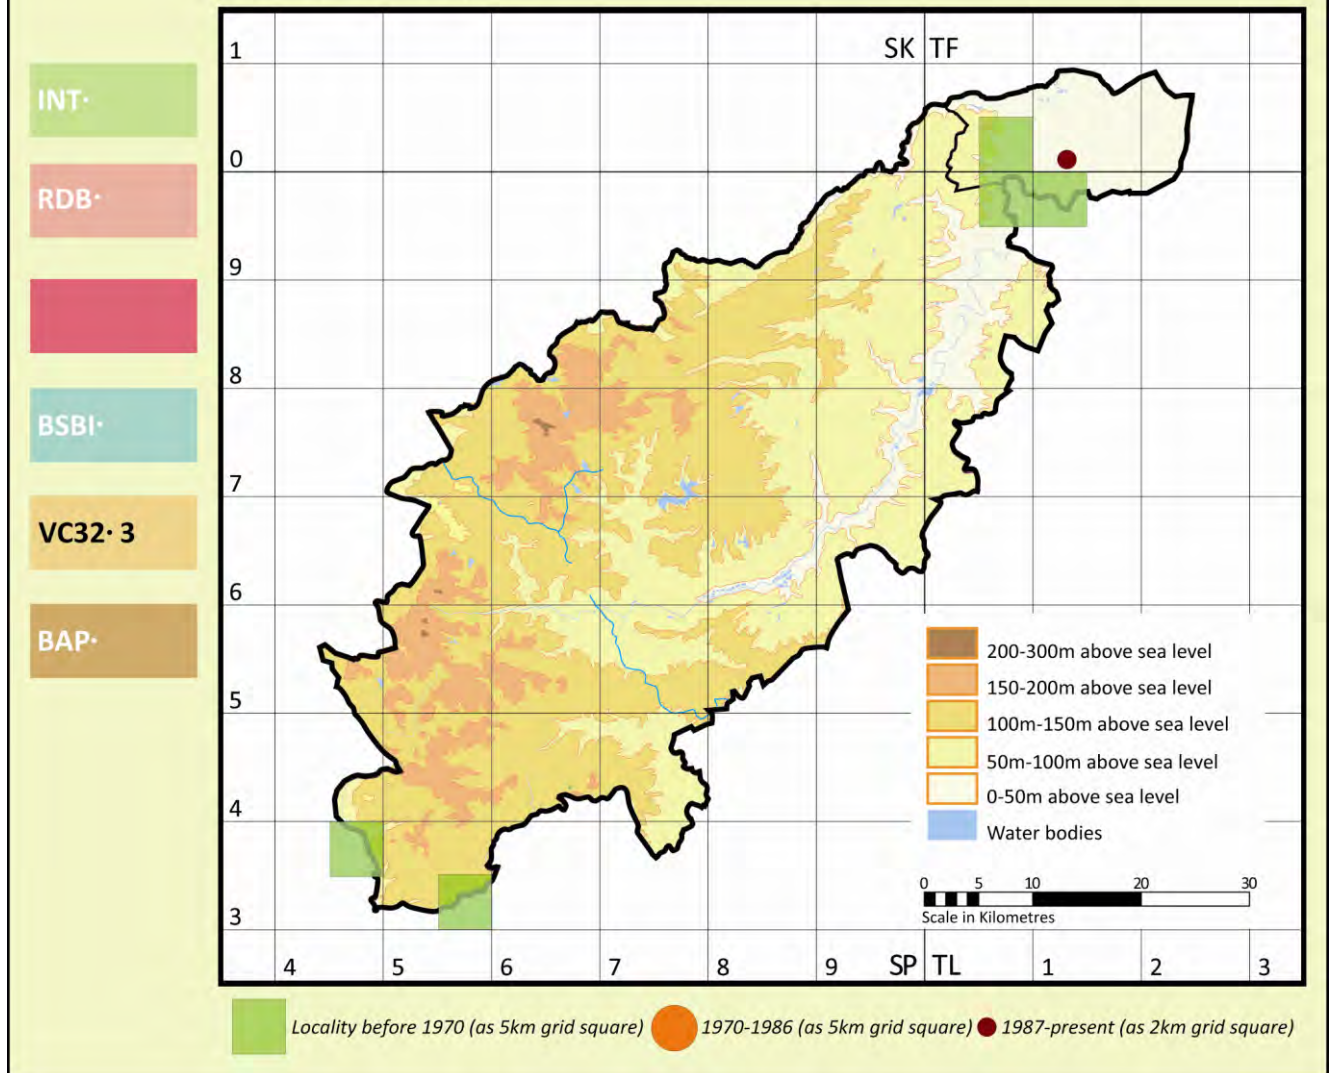 INT·
RDB·
BSBI·
VC32· 3
BAP·
SK TF
1
0
9
8
7
6
5
4
3
4 5 6 7 8 9 SP TL 1 2 3
200-300m above sea level
150-200m above sea level
100m-150m above sea level
50m-100m above sea level
0-50m above sea level
Water bodies
0 5 10 20 30
Scale in Kilometres
Locality before 1970 (as 5km grid square) 1970-1986 (as 5km grid square) 1987-present (as 2km grid square)